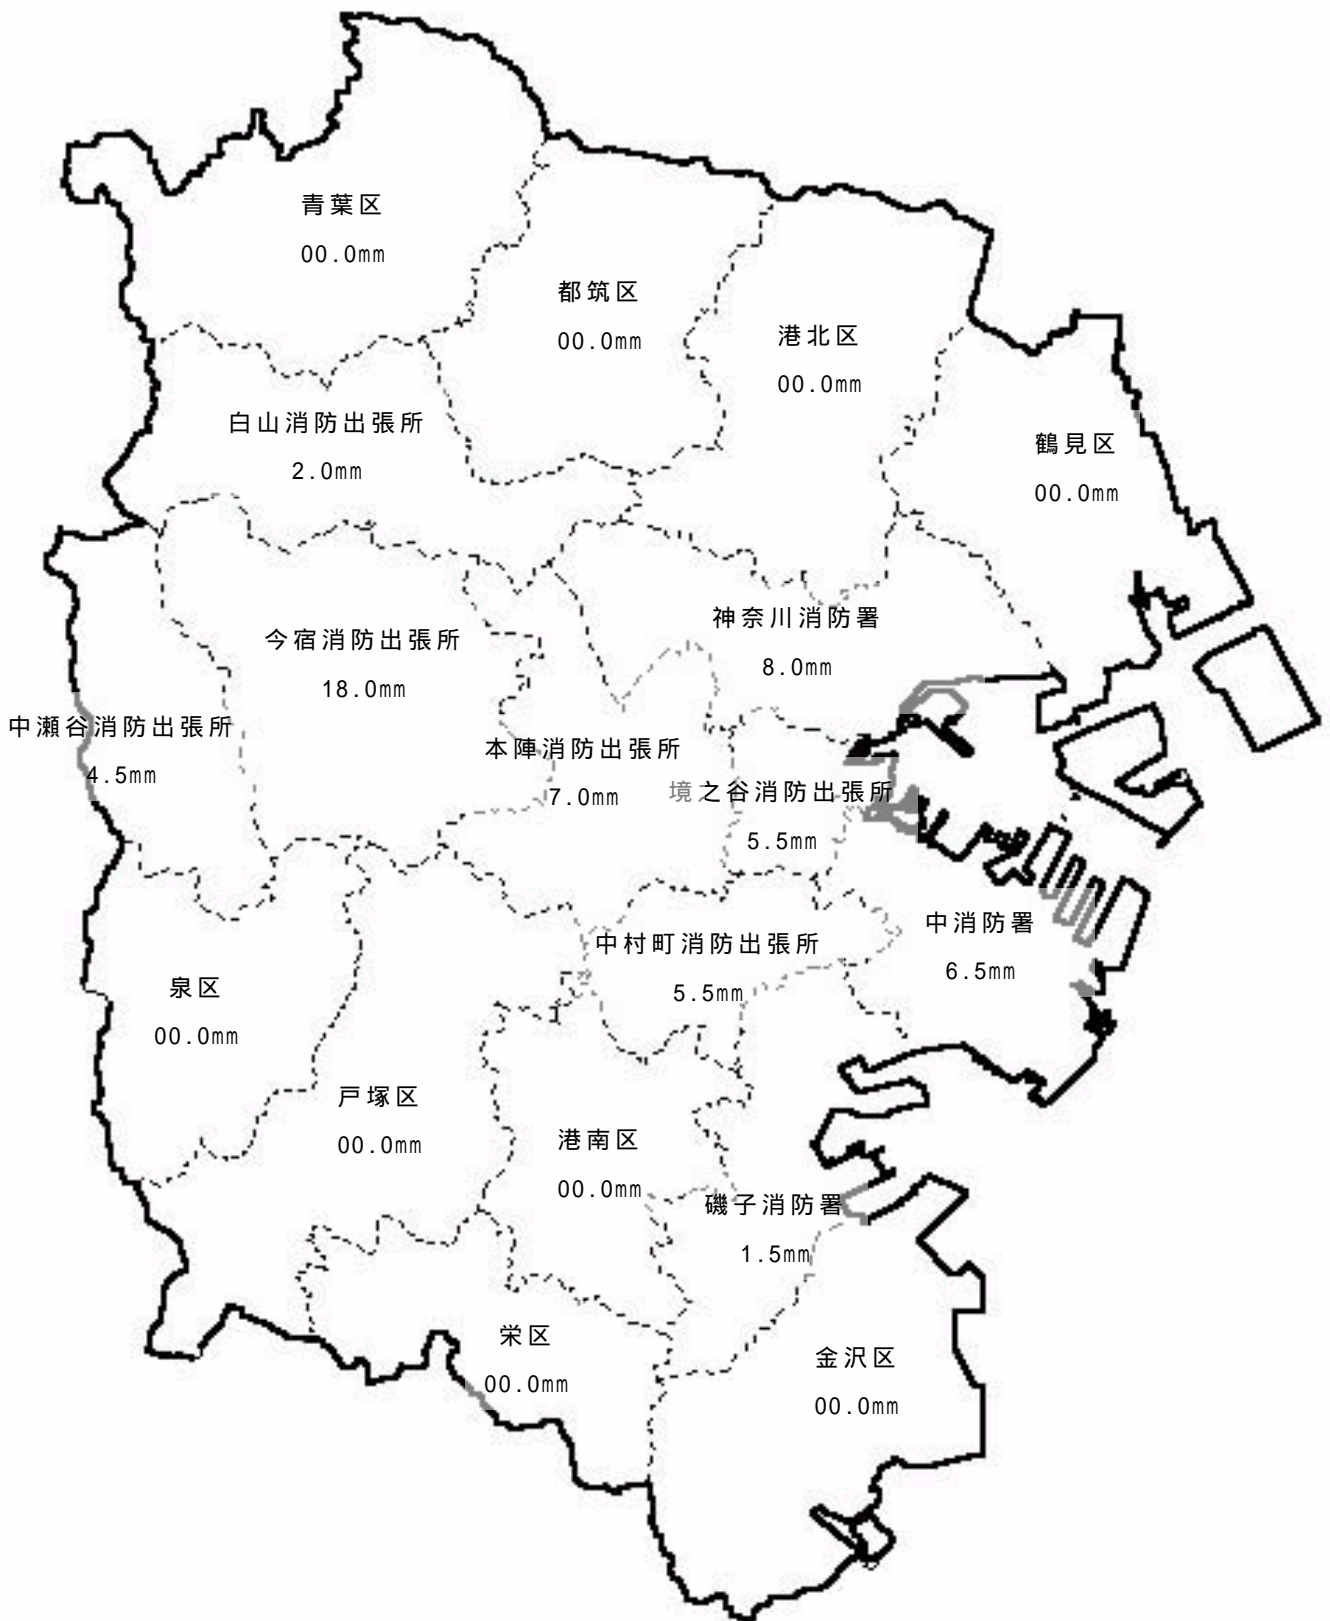 青葉区
00.0mm
都筑区
00.0mm
港北区
00.0mm
白山消防出張所
2.0mm
鶴見区
00.0mm
神奈川消防署
8.0mm
今宿消防出張所
18.0mm
中瀬谷消防出張所
4.5mm
本陣消防出張所
7.0mm
境之谷消防出張所
5.5mm
中消防署
6.5mm
中村町消防出張所
5.5mm
泉区
00.0mm
戸塚区
00.0mm
港南区
00.0mm
磯子消防署
1.5mm
栄区
00.0mm
金沢区
00.0mm